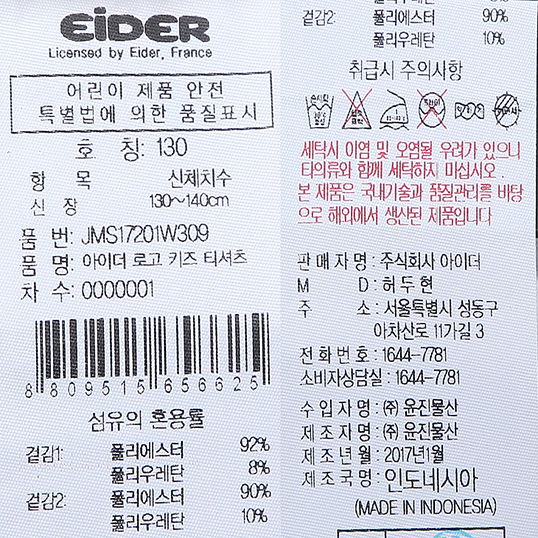 EiDER
Licensed by Eider, France
어린이 제품 안전
특별법에 의한 품질표시
호 칭: 130
항 목 신체치수
신 장 130~140cm
품 번: JMS17201W309
품 명: 아이더 로고 키즈 티셔츠
차 수: 0000001
8 809515 656625
섬유의 혼용률
겉감1: 폴리에스터 92%
폴리우레탄 8%
겉감2: 폴리에스터 90%
폴리우레탄 10%
겉감2: 폴리에스터 90%
폴리우레탄 10%
취급시 주의사항
세탁시 이염 및 오염될 우려가 있으니
타의류와 함께 세탁하지 마십시오.
본 제품은 국내기술과 품질관리를 바탕
으로 해외에서 생산된 제품입니다
판 매 자 명 : 주식회사 아이더
M D : 허 두 현
주 소 : 서울특별시 성동구
아차산로 11가길 3
전 화 번 호 : 1644-7781
소비자상담실 : 1644-7781
수 입 자 명 : ㈜ 윤진물산
제 조 자 명 : ㈜ 윤진물산
제 조 년 월 : 2017년1월
제 조 국 명 : 인도네시아
(MADE IN INDONESIA)